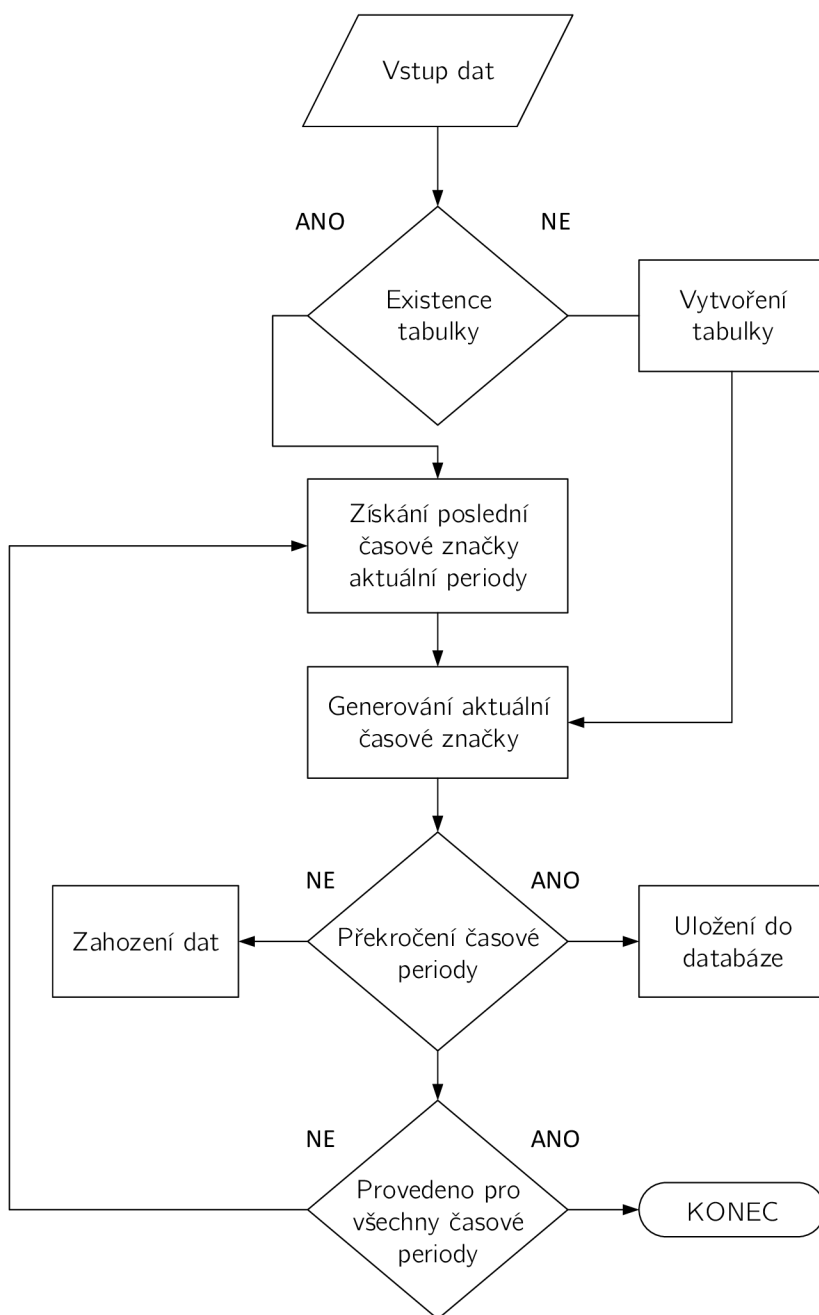 Vstup dat
ANO
NE
Existence
tabulky
Vytvoření
tabulky
Získání poslední
časové značky
aktuální periody
Generování aktuální
časové značky
NE
ANO
Zahození dat
Překročení časové
periody
Uložení do
databáze
NE
ANO
Provedeno pro
všechny časové
periody
KONEC